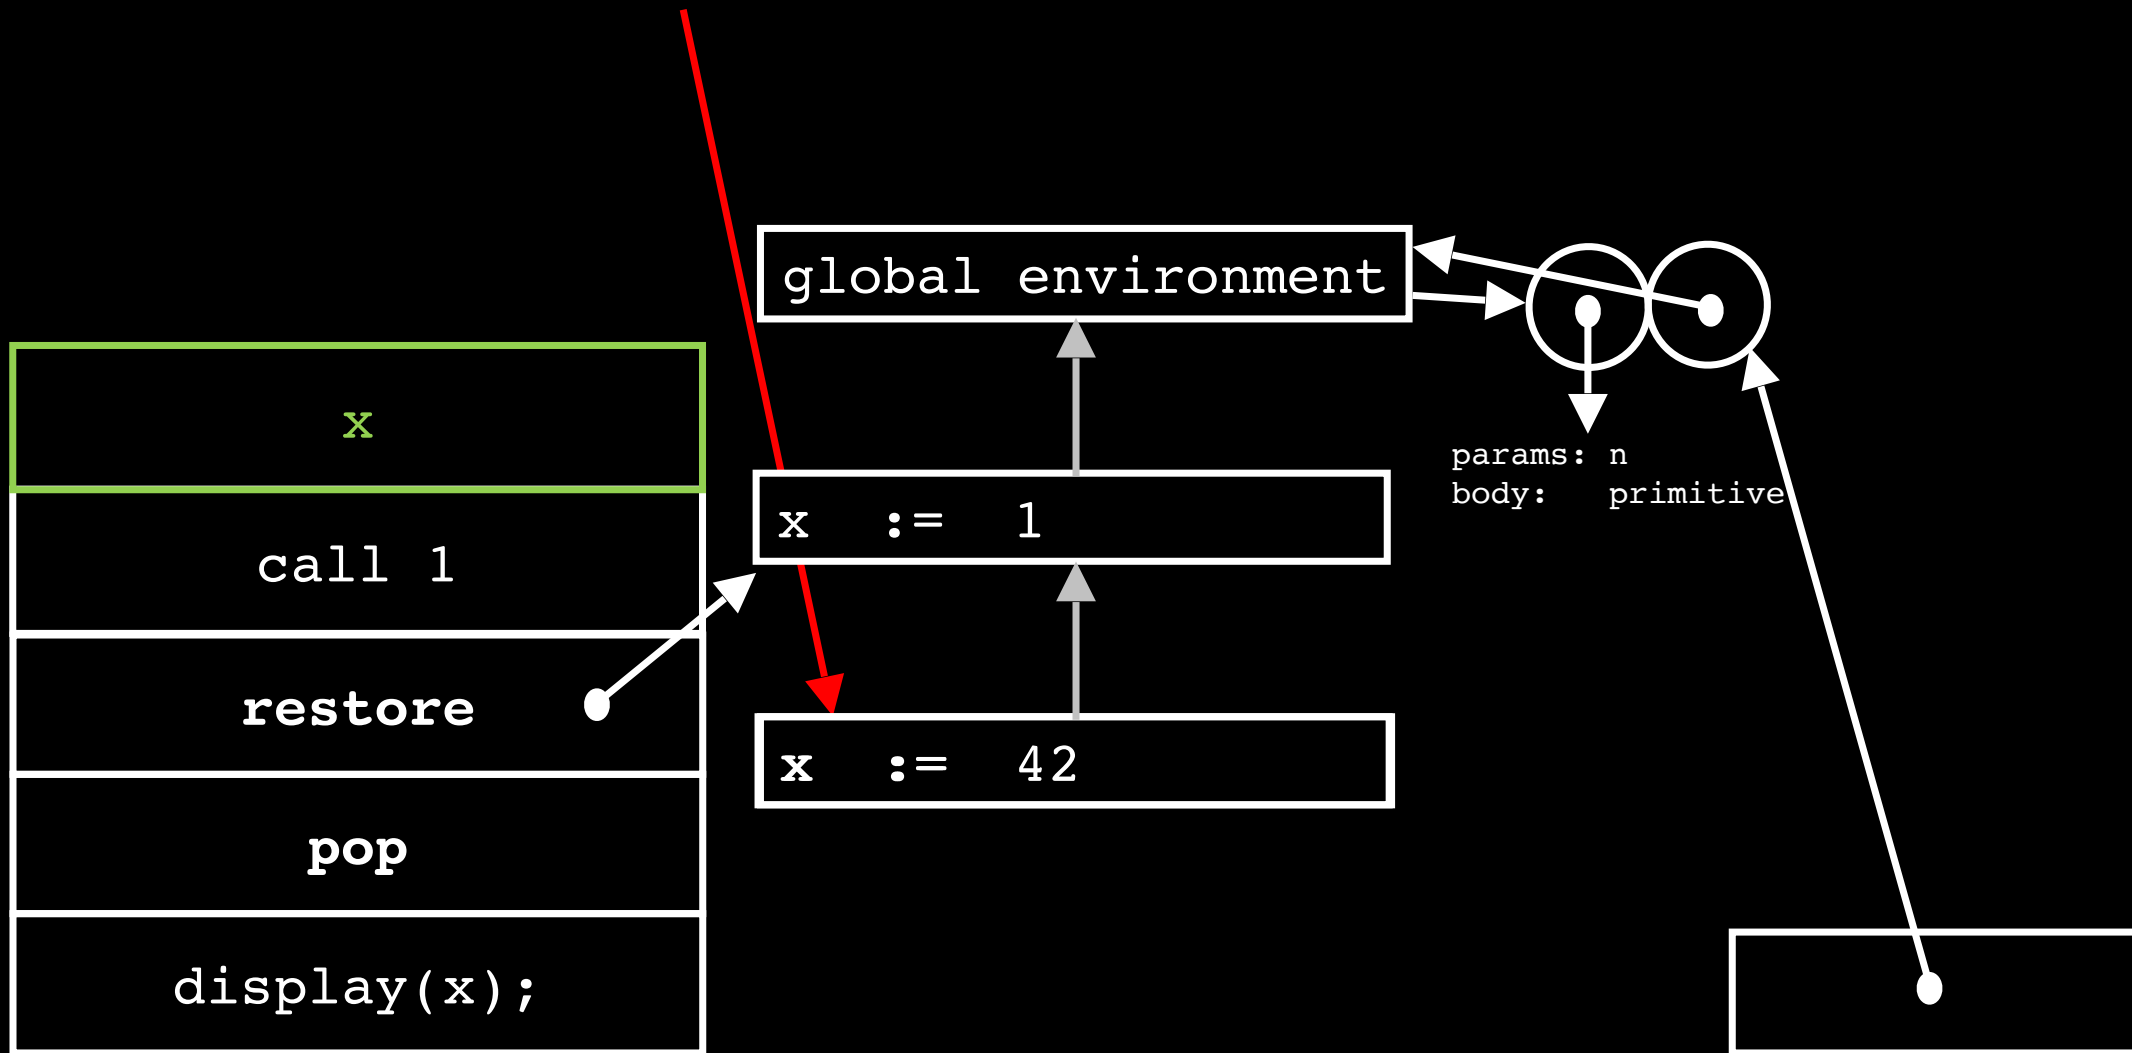 global environment
x
call 1
restore
pop
display(x);
x := 1
x := 42
params: n
body: primitive